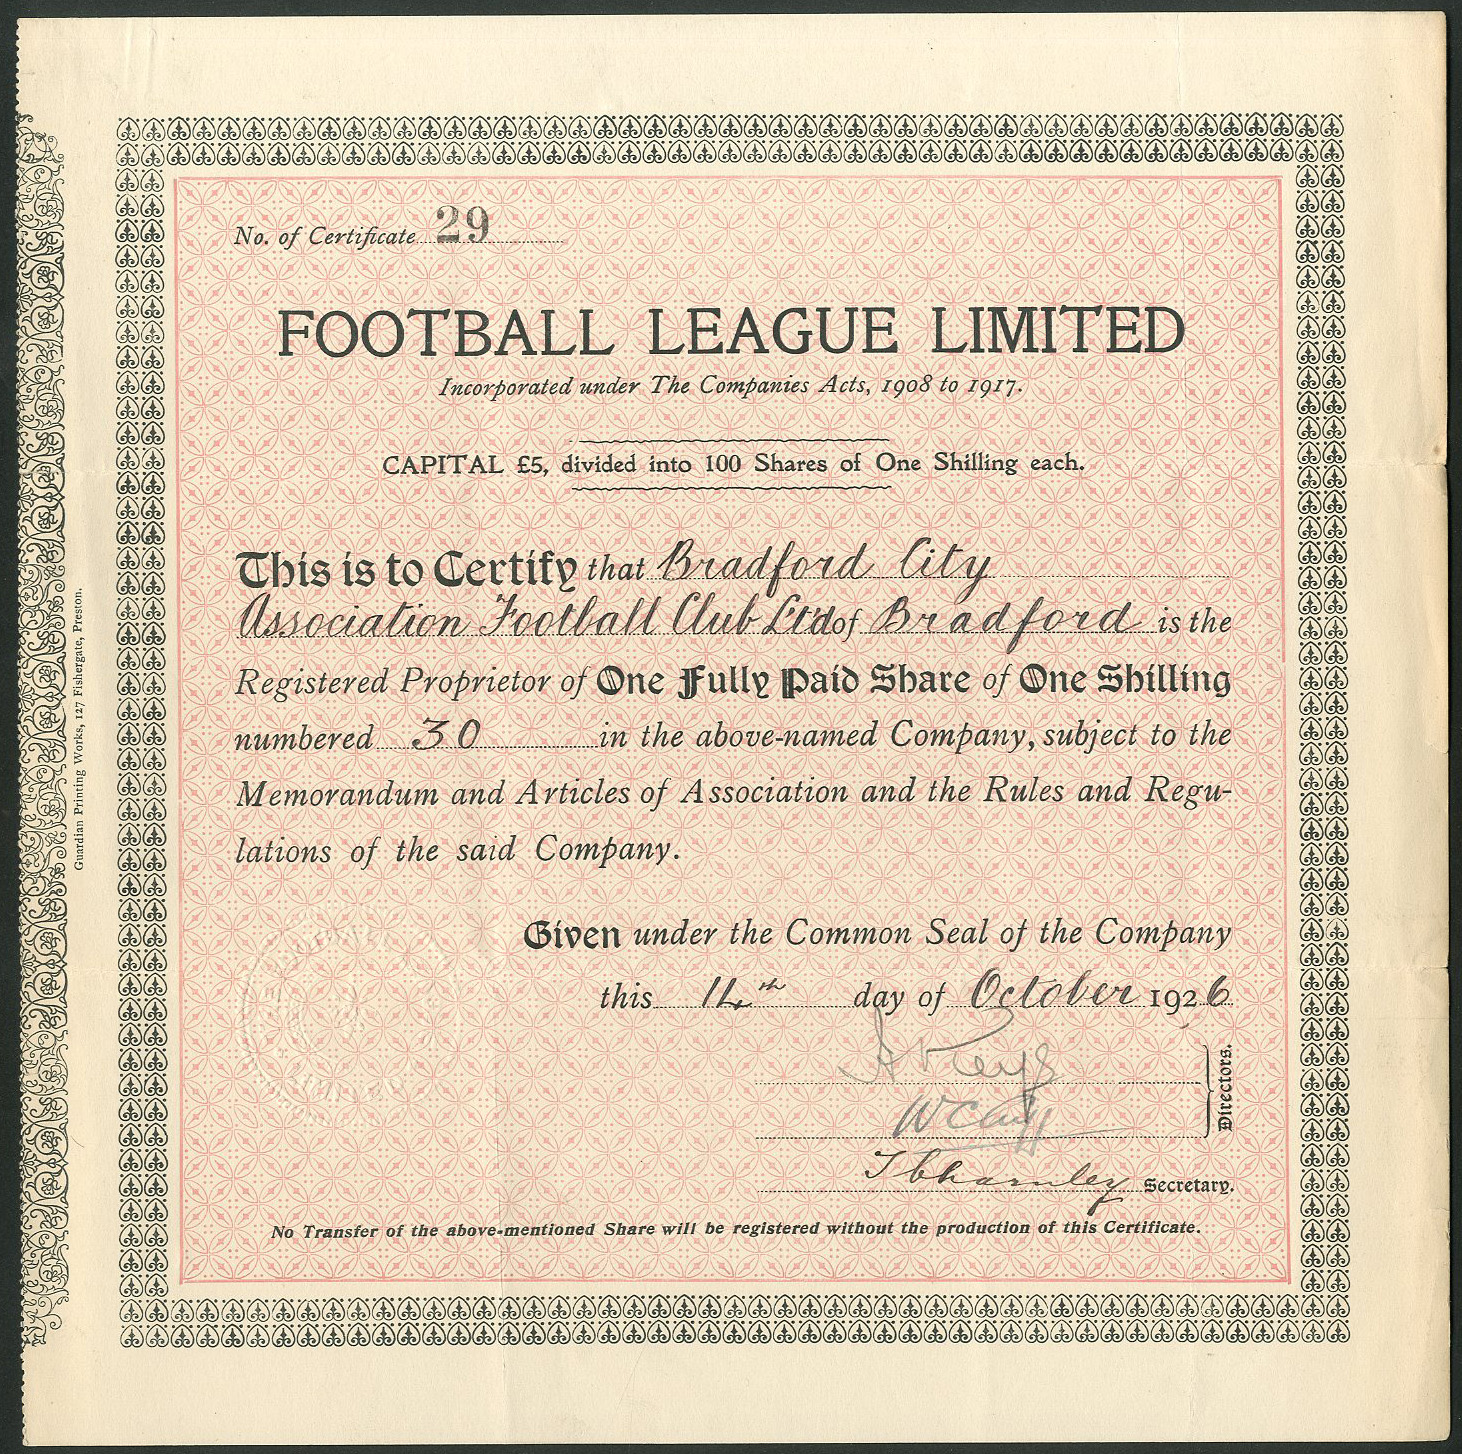 No. of Certificate 29
FOOTBALL LEAGUE LIMITED
Incorporated under The Companies Acts, 1908 to 1917.
CAPITAL £5, divided into 100 Shares of One Shilling each.
This is to Certify that Bradford City
Association Football Club Ltd of Bradford is the
Registered Proprietor of One Fully Paid Share of One Shilling
numbered 30 in the above-named Company, subject to the
Memorandum and Articles of Association and the Rules and Regu-
lations of the said Company.
Given under the Common Seal of the Company
this 14th day of October 1926
A Keys
Directors.
T Charnley Secretary.
No Transfer of the above-mentioned Share will be registered without the production of this Certificate.
Guardian Printing Works, 127 Fishergate, Preston.